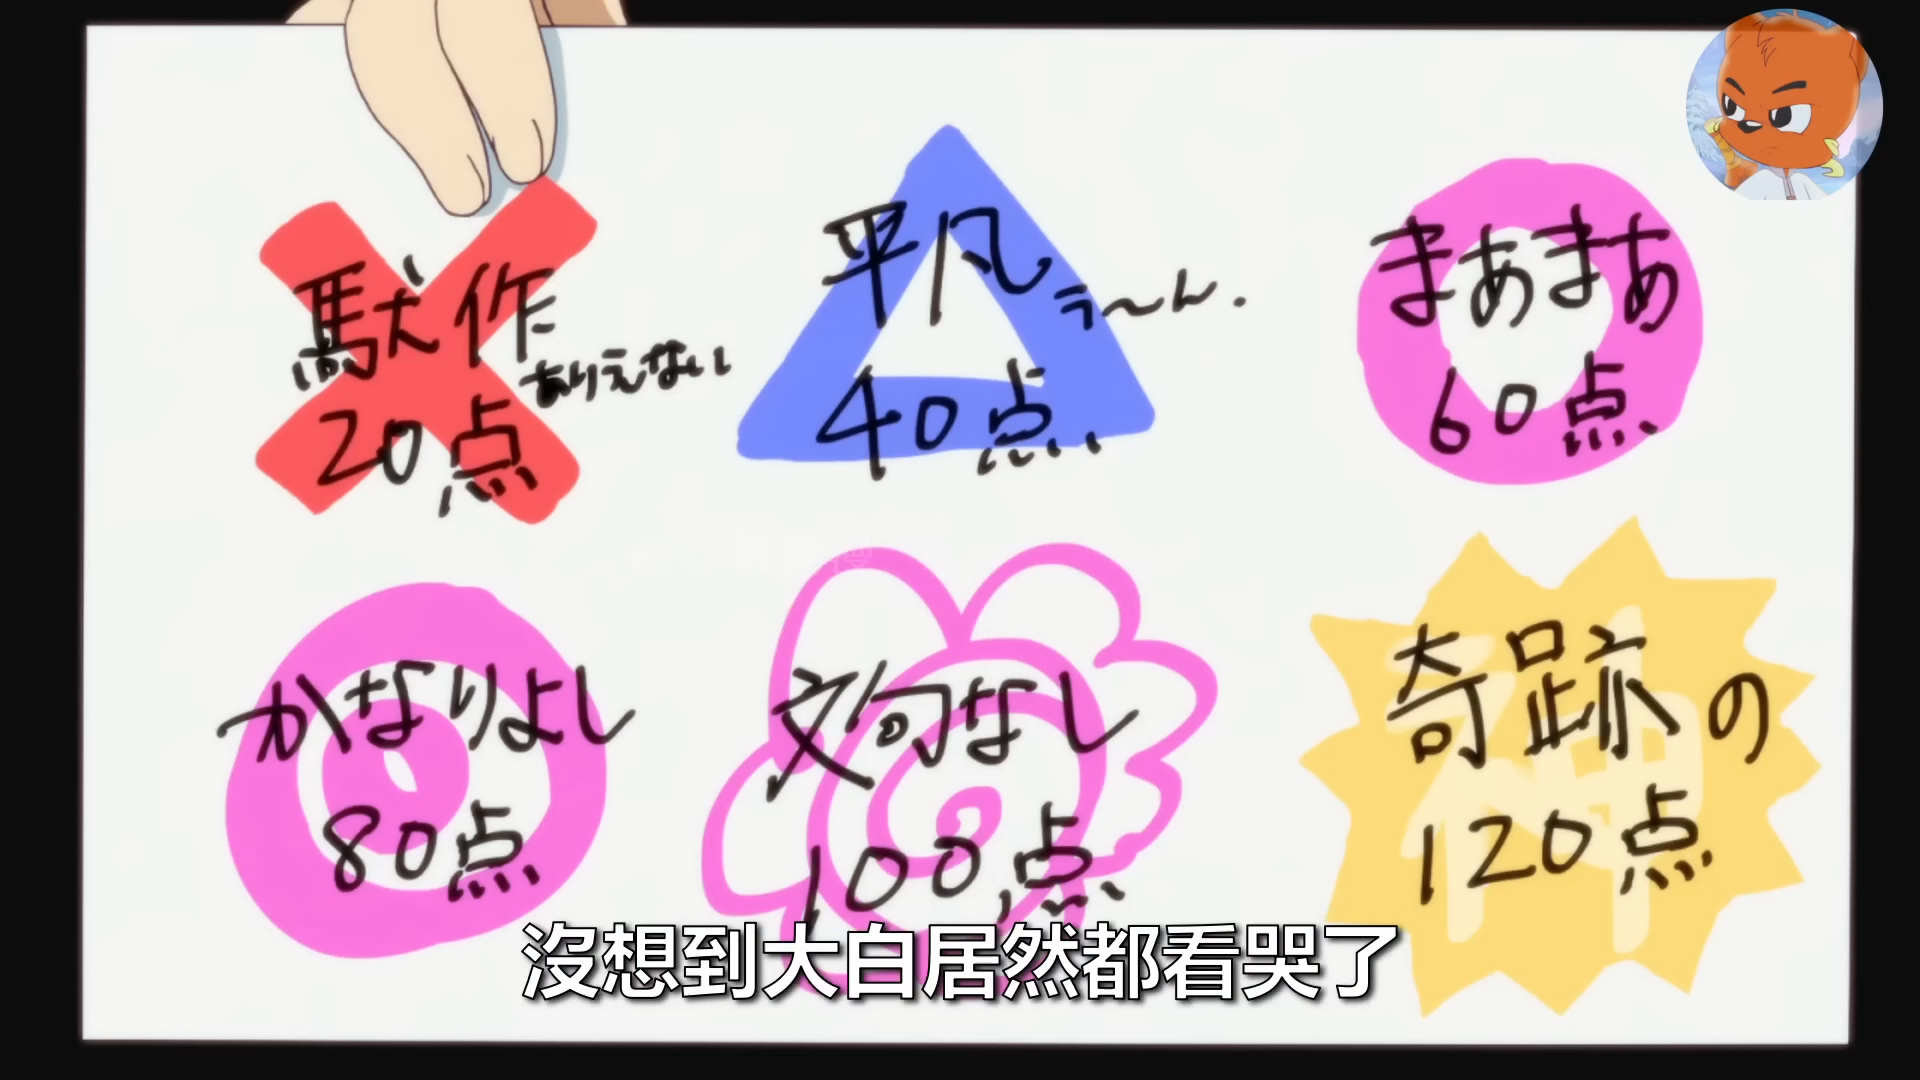 駄作
ありえない
20点
平凡
う～ん.
40点
まあまあ
60点
かなりよし
80点
文句なし
100点
神
奇跡の
120点
沒想到大白居然都看哭了